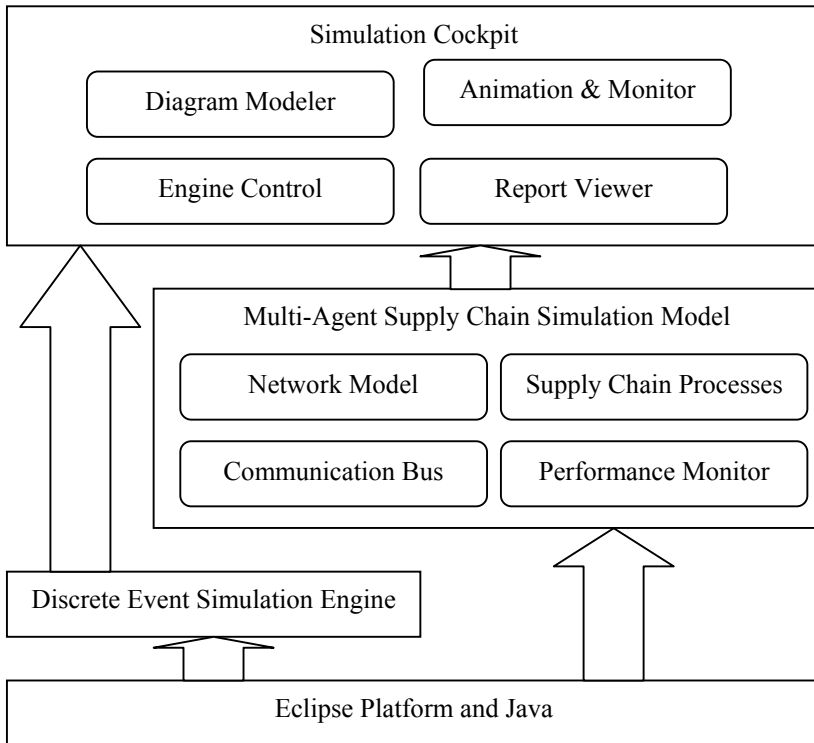 Simulation Cockpit
Diagram Modeler
Animation & Monitor
Engine Control
Report Viewer
Multi-Agent Supply Chain Simulation Model
Network Model
Supply Chain Processes
Communication Bus
Performance Monitor
Discrete Event Simulation Engine
Eclipse Platform and Java